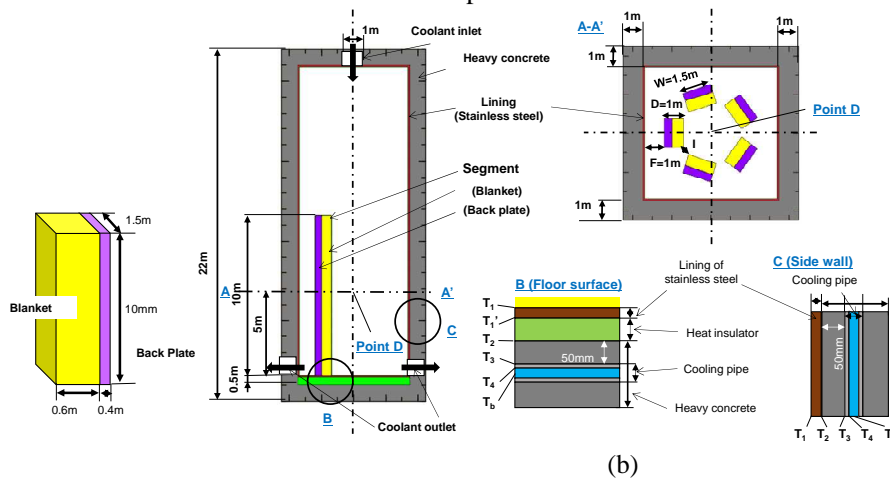 1m
Coolant inlet
Heavy concrete
Lining
(Stainless steel)
Segment
(Blanket)
(Back plate)
22m
10m
5m
0.5m
A
A'
Point D
C
B
Coolant outlet
1.5m
10mm
Blanket
Back Plate
0.6m
0.4m
A-A'
1m
1m
1m
W=1.5m
D=1m
F=1m
I
1m
Point D
B (Floor surface)
Lining of
stainless steel
T1
T1'
T2
T3
T4
Tb
50mm
Heat insulator
Cooling pipe
Heavy concrete
C (Side wall)
Cooling pipe
50mm
T1 T2 T3 T4 T
(b)